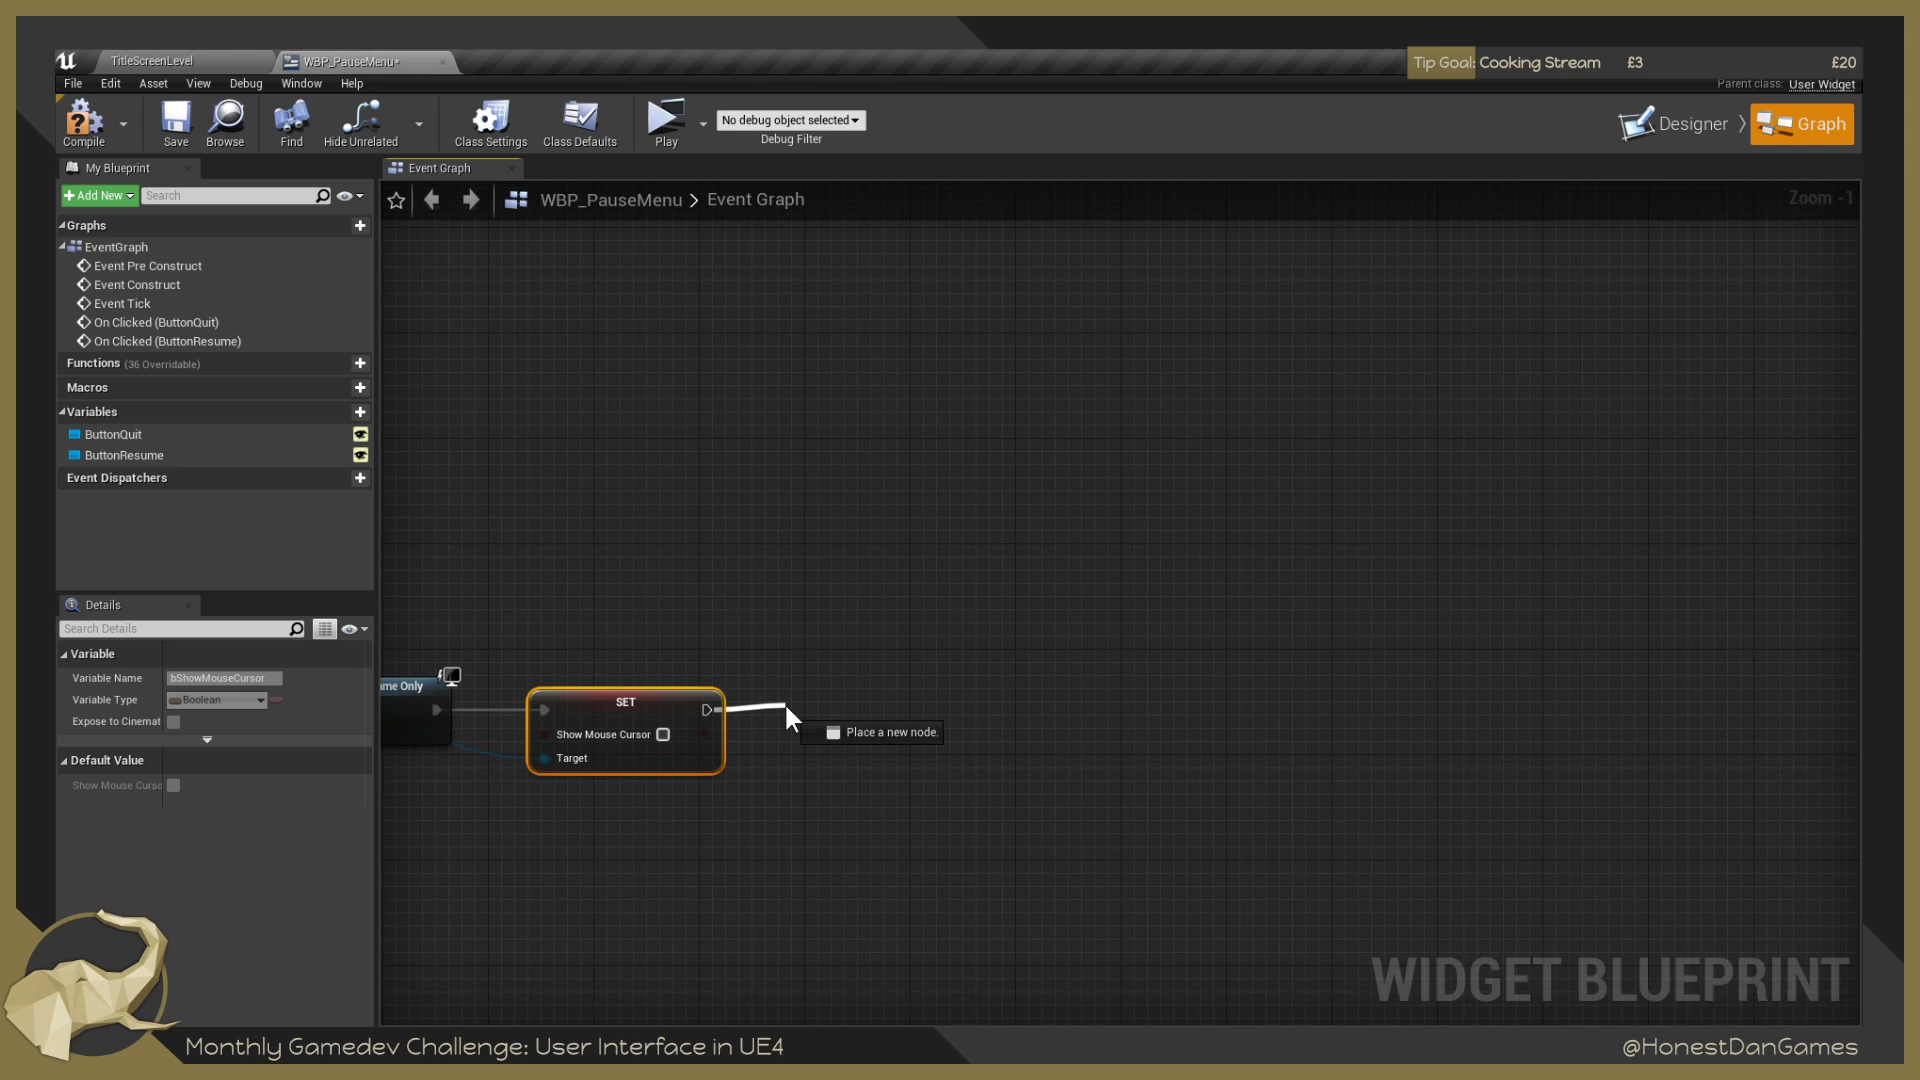 TitleScreenLevel
WBP_PauseMenu*
Tip Goal: Cooking Stream £3 £20
File Edit Asset View Debug Window Help
Parent class: User Widget
Compile Save Browse Find Hide Unrelated Class Settings Class Defaults Play
No debug object selected
Debug Filter
Designer Graph
My Blueprint
Event Graph
Add New
Search
WBP_PauseMenu > Event Graph
Zoom -1
Graphs
EventGraph
Event Pre Construct
Event Construct
Event Tick
On Clicked (ButtonQuit)
On Clicked (ButtonResume)
Functions (36 Overridable)
Macros
Variables
ButtonQuit
ButtonResume
Event Dispatchers
Details
Search Details
Variable
Variable Name bShowMouseCursor
Variable Type Boolean
Expose to Cinemat
Default Value
Show Mouse Curso
me Only
SET
Show Mouse Cursor
Target
Place a new node.
WIDGET BLUEPRINT
Monthly Gamedev Challenge: User Interface in UE4
@HonestDanGames